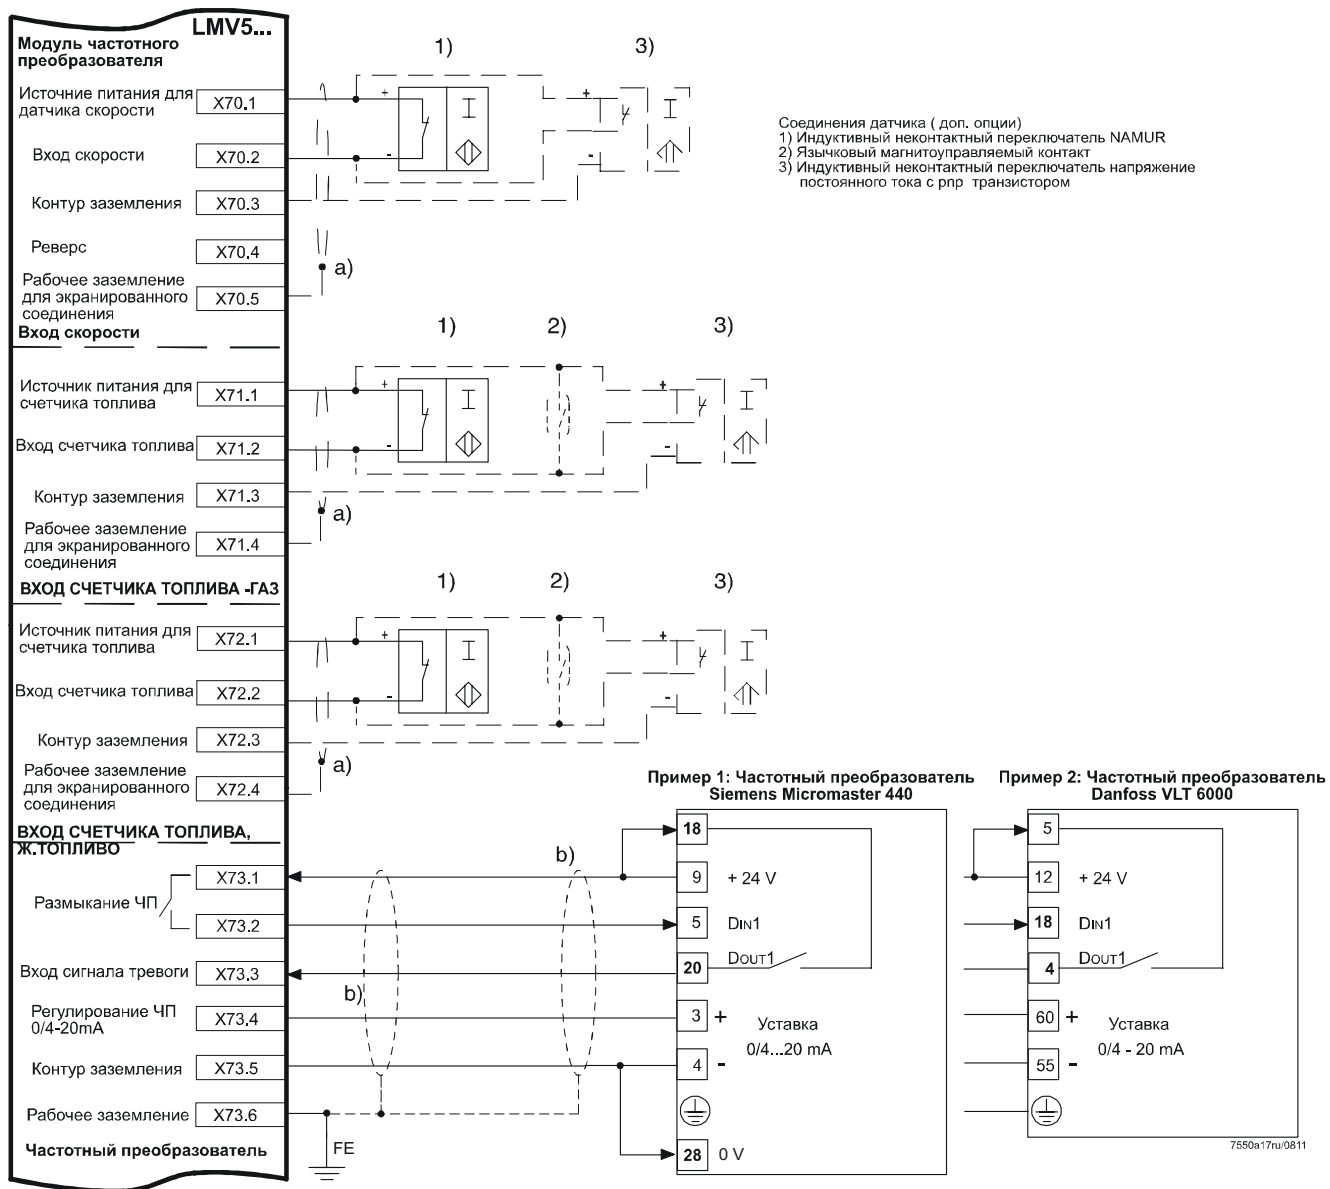 LMV5...
Модуль частотного
преобразователя
Источние питания для
датчика скорости
X70.1
Вход скорости
X70.2
Контур заземления
X70.3
Реверс
X70.4
Рабочее заземление
для экранированного
соединения
X70.5
Вход скорости
1)
3)
+
-
+
-
a)
Соединения датчика ( доп. опции)
1) Индуктивный неконтактный переключатель NAMUR
2) Язычковый магнитоуправляемый контакт
3) Индуктивный неконтактный переключатель напряжение
постоянного тока с pnp транзистором
Источник питания для
счетчика топлива
X71.1
Вход счетчика топлива
X71.2
Контур заземления
X71.3
Рабочее заземление
для экранированного
соединения
X71.4
ВХОД СЧЕТЧИКА ТОПЛИВА -ГАЗ
1)
2)
3)
+
-
+
-
a)
Источник питания для
счетчика топлива
X72.1
Вход счетчика топлива
X72.2
Контур заземления
X72.3
Рабочее заземление
для экранированного
соединения
X72.4
ВХОД СЧЕТЧИКА ТОПЛИВА,
Ж.ТОПЛИВО
1)
2)
3)
+
-
+
-
a)
Размыкание ЧП
X73.1
X73.2
Вход сигнала тревоги
X73.3
Регулирование ЧП
0/4-20mA
X73.4
Контур заземления
X73.5
Рабочее заземление
X73.6
Частотный преобразователь
b)
b)
FE
Пример 1: Частотный преобразователь
Siemens Micromaster 440
18
9 + 24 V
5 DIN1
20 DOUT1
3 +
Уставка
0/4...20 mA
4 -
28 0 V
Пример 2: Частотный преобразователь
Danfoss VLT 6000
5
12 + 24 V
18 DIN1
4 DOUT1
60 +
Уставка
0/4 - 20 mA
55 -
7550a17ru/0811